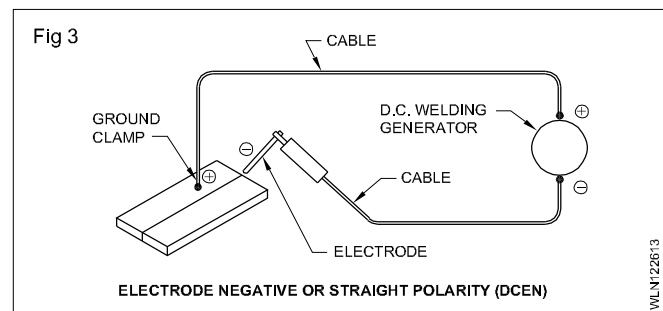 Fig 3
CABLE
GROUND
CLAMP
D.C. WELDING
GENERATOR
⊕
⊖
⊕
⊖
CABLE
ELECTRODE
ELECTRODE NEGATIVE OR STRAIGHT POLARITY (DCEN)
WLN122613